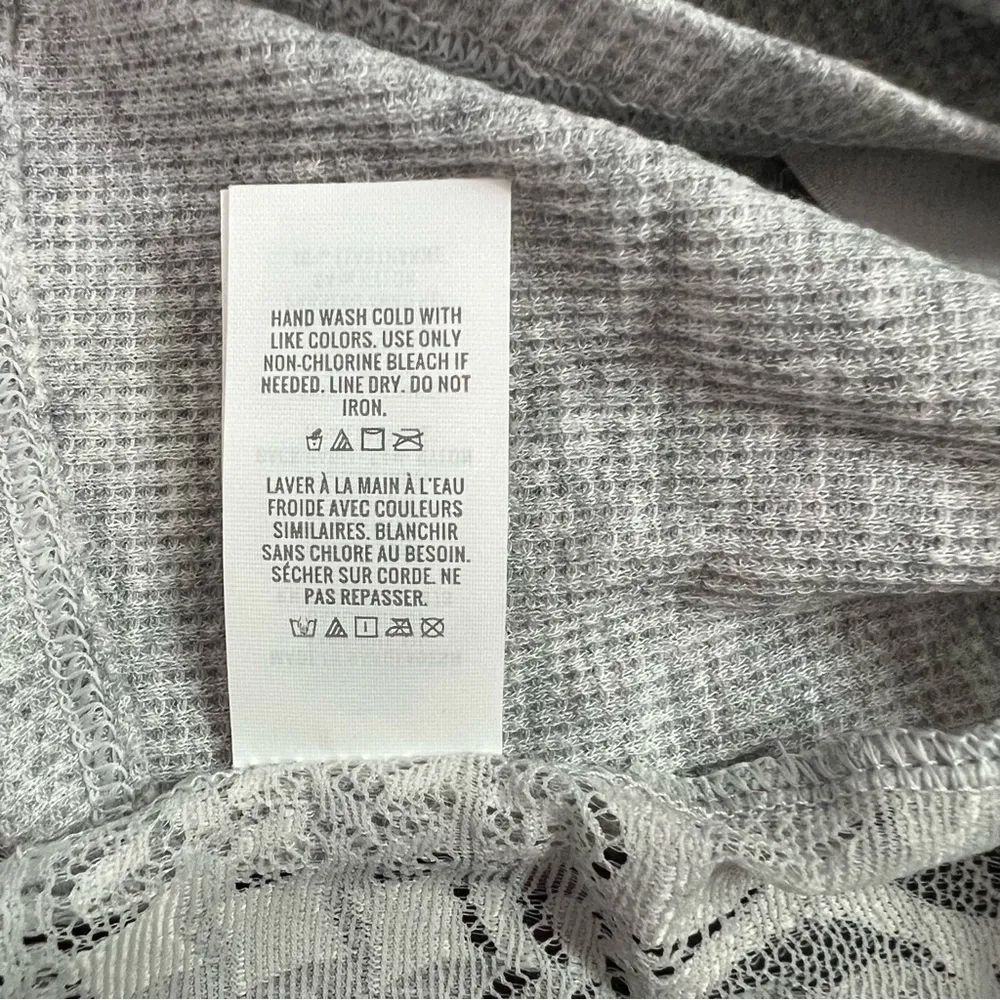 HAND WASH COLD WITH
LIKE COLORS. USE ONLY
NON-CHLORINE BLEACH IF
NEEDED. LINE DRY. DO NOT
IRON.
LAVER À LA MAIN À L'EAU
FROIDE AVEC COULEURS
SIMILAIRES. BLANCHIR
SANS CHLORE AU BESOIN.
SÉCHER SUR CORDE. NE
PAS REPASSER.